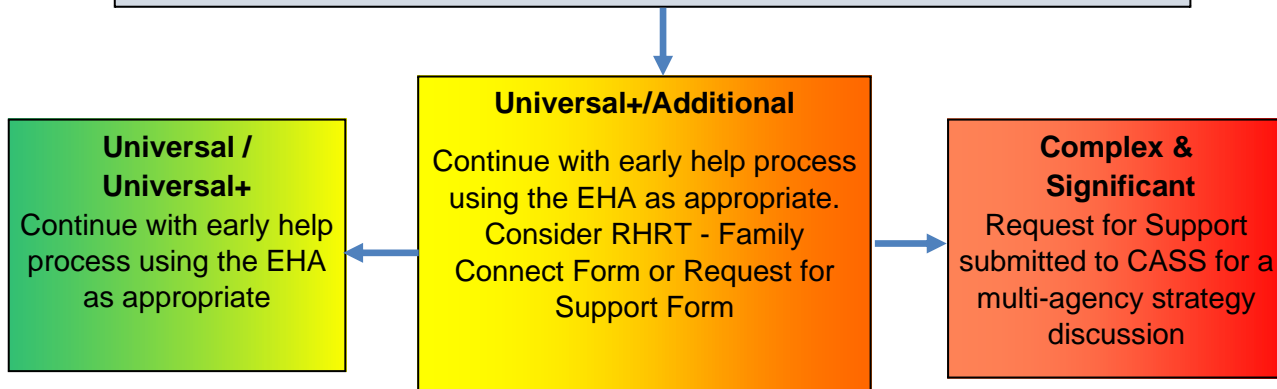 Universal+/Additional
Continue with early help process
using the EHA as appropriate.
Consider RHRT - Family
Connect Form or Request for
Support Form
Universal /
Universal+
Continue with early help
process using the EHA
as appropriate
Complex &
Significant
Request for Support
submitted to CASS for a
multi-agency strategy
discussion